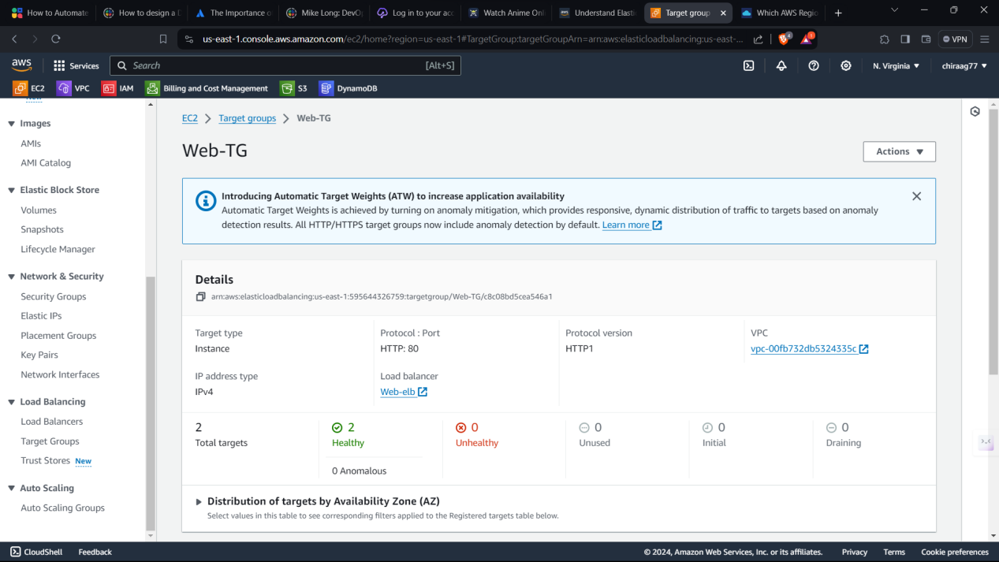 How to Automate
How to design a D
The Importance o
Mike Long: DevO
Log in to your acc
Watch Anime Onl
Understand Elasti
Target group
Which AWS Regio
us-east-1.console.aws.amazon.com/ec2/home?region=us-east-1#TargetGroup:targetGroupArn=arn:aws:elasticloadbalancing:us-east-...
4
1
VPN
aws
Services
Search
[Alt+S]
N. Virginia
chiraag77
EC2
VPC
IAM
Billing and Cost Management
S3
DynamoDB
New
Images
AMIs
AMI Catalog
Elastic Block Store
Volumes
Snapshots
Lifecycle Manager
Network & Security
Security Groups
Elastic IPs
Placement Groups
Key Pairs
Network Interfaces
Load Balancing
Load Balancers
Target Groups
Trust Stores New
Auto Scaling
Auto Scaling Groups
EC2 > Target groups > Web-TG
Web-TG
Actions
Introducing Automatic Target Weights (ATW) to increase application availability
Automatic Target Weights is achieved by turning on anomaly mitigation, which provides responsive, dynamic distribution of traffic to targets based on anomaly
detection results. All HTTP/HTTPS target groups now include anomaly detection by default. Learn more
Details
arn:aws:elasticloadbalancing:us-east-1:595644326759:targetgroup/Web-TG/c8c08bd5cea546a1
Target type
Instance
Protocol : Port
HTTP: 80
Protocol version
HTTP1
VPC
vpc-00fb732db5324335c
IP address type
IPv4
Load balancer
Web-elb
2
Total targets
2
Healthy
0 Anomalous
0
Unhealthy
0
Unused
0
Initial
0
Draining
Distribution of targets by Availability Zone (AZ)
Select values in this table to see corresponding filters applied to the Registered targets table below.
CloudShell
Feedback
© 2024, Amazon Web Services, Inc. or its affiliates.
Privacy
Terms
Cookie preferences